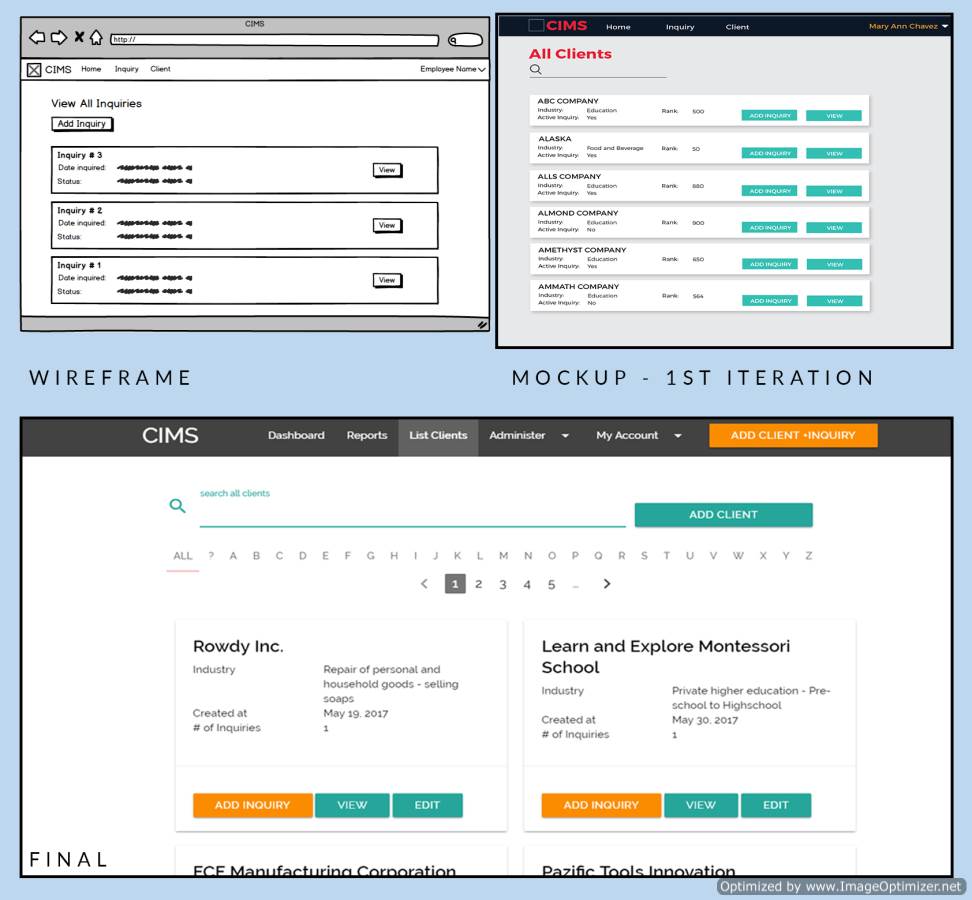 CIMS
http://
CIMS Home Inquiry Client Employee Name
View All Inquiries
Add Inquiry
Inquiry # 3
Date inquired:
Status:
View
Inquiry # 2
Date inquired:
Status:
View
Inquiry # 1
Date inquired:
Status:
View
WIREFRAME
CIMS Home Inquiry Client Mary Ann Chavez
All Clients
ABC COMPANY
Industry: Education Rank: 500
Active Inquiry: Yes
ADD INQUIRY VIEW
ALASKA
Industry: Food and Beverage Rank: 50
Active Inquiry: Yes
ADD INQUIRY VIEW
ALLS COMPANY
Industry: Education Rank: 880
Active Inquiry: Yes
ADD INQUIRY VIEW
ALMOND COMPANY
Industry: Education Rank: 900
Active Inquiry: No
ADD INQUIRY VIEW
AMETHYST COMPANY
Industry: Education Rank: 650
Active Inquiry: Yes
ADD INQUIRY VIEW
AMMATH COMPANY
Industry: Education Rank: 564
Active Inquiry: No
ADD INQUIRY VIEW
MOCKUP - 1ST ITERATION
CIMS Dashboard Reports List Clients Administer My Account ADD CLIENT +INQUIRY
search all clients
ADD CLIENT
ALL ? A B C D E F G H I J K L M N O P Q R S T U V W X Y Z
< 1 2 3 4 5 ... >
Rowdy Inc.
Industry Repair of personal and
household goods - selling
soaps
Created at May 19, 2017
# of Inquiries 1
ADD INQUIRY VIEW EDIT
Learn and Explore Montessori
School
Industry Private higher education - Pre-
school to Highschool
Created at May 30, 2017
# of Inquiries 1
ADD INQUIRY VIEW EDIT
ECE Manufacturing Corporation
Pazific Tools Innovation
FINAL
Optimized by www.ImageOptimizer.net